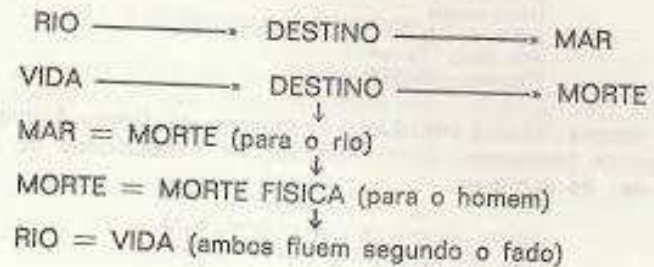 RIO ———→ DESTINO ———→ MAR
VIDA ———→ DESTINO ———→ MORTE
↓
MAR = MORTE (para o rio)
↓
MORTE = MORTE FÍSICA (para o homem)
↓
RIO = VIDA (ambos fluem segundo o fado)